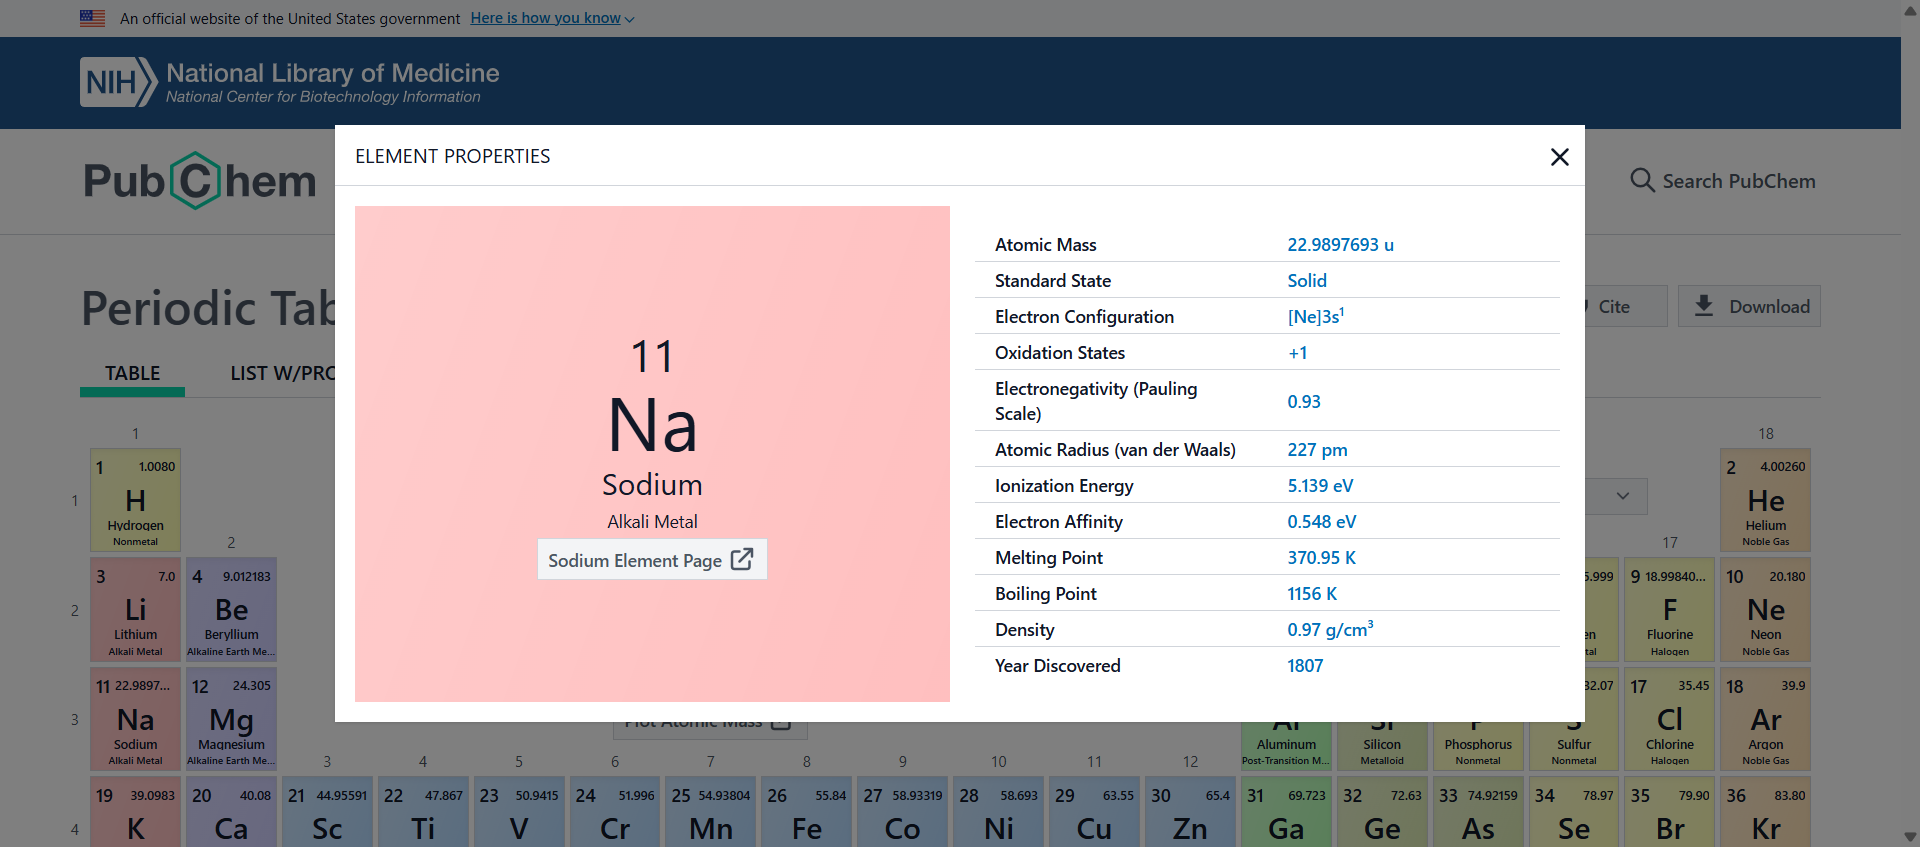 An official website of the United States government Here is how you know
NIH National Library of Medicine
National Center for Biotechnology Information
PubChem
Search PubChem
ELEMENT PROPERTIES
11
Na
Sodium
Alkali Metal
Sodium Element Page
Atomic Mass 22.9897693 u
Standard State Solid
Electron Configuration [Ne]3s¹
Oxidation States +1
Electronegativity (Pauling
Scale) 0.93
Atomic Radius (van der Waals) 227 pm
Ionization Energy 5.139 eV
Electron Affinity 0.548 eV
Melting Point 370.95 K
Boiling Point 1156 K
Density 0.97 g/cm³
Year Discovered 1807
Periodic Tab
Cite Download
TABLE LIST W/PRO
1 18
1
1 1.0080
H
Hydrogen
Nonmetal
2 4.00260
He
Helium
Noble Gas
2 17
2
3 7.0
Li
Lithium
Alkali Metal
4 9.012183
Be
Beryllium
Alkaline Earth Me...
5.999
en
tal
9 18.99840...
F
Fluorine
Halogen
10 20.180
Ne
Neon
Noble Gas
3
11 22.9897...
Na
Sodium
Alkali Metal
12 24.305
Mg
Magnesium
Alkaline Earth Me...
Plot Atomic Mass
Al
Aluminum
Post-Transition M...
Si
Silicon
Metalloid
P
Phosphorus
Nonmetal
32.07
S
Sulfur
Nonmetal
17 35.45
Cl
Chlorine
Halogen
18 39.9
Ar
Argon
Noble Gas
3 4 5 6 7 8 9 10 11 12
4
19 39.0983
K
20 40.08
Ca
21 44.95591
Sc
22 47.867
Ti
23 50.9415
V
24 51.996
Cr
25 54.93804
Mn
26 55.84
Fe
27 58.93319
Co
28 58.693
Ni
29 63.55
Cu
30 65.4
Zn
31 69.723
Ga
32 72.63
Ge
33 74.92159
As
34 78.97
Se
35 79.90
Br
36 83.80
Kr